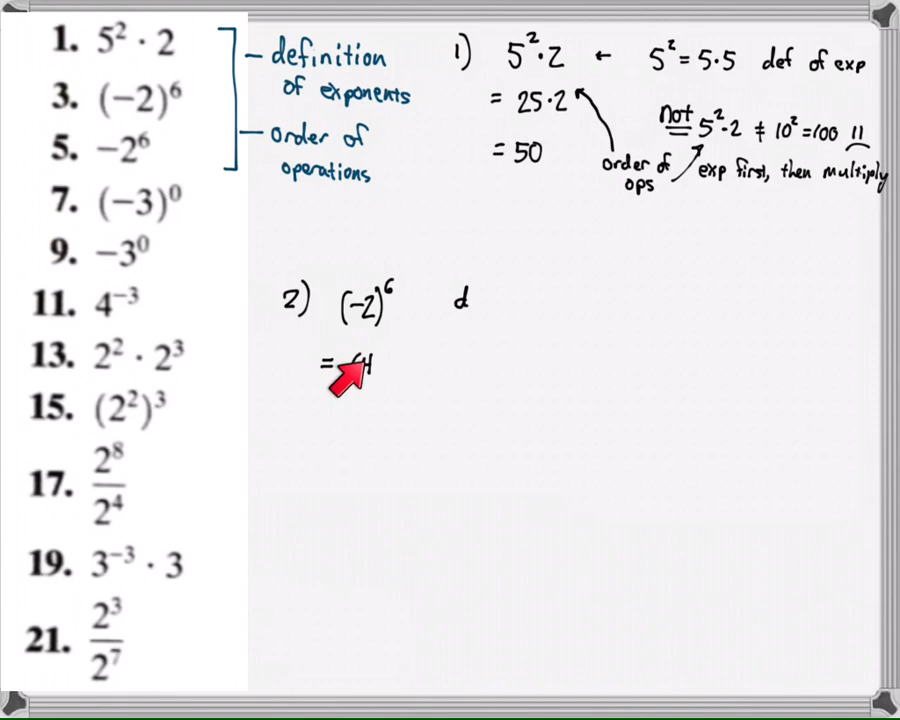 1. 5² · 2
3. (−2)⁶
5. −2⁶
7. (−3)⁰
9. −3⁰
11. 4⁻³
13. 2² · 2³
15. (2²)³
17. 2⁸/2⁴
19. 3⁻³ · 3
21. 2³/2⁷
- definition
of exponents
- order of
operations
1) 5²·2 ← 5² = 5·5 def of exp
= 25·2
not 5²·2 ≠ 10² = 100 !!
= 50
order of
ops
exp first, then multiply
2) (-2)⁶ d
=